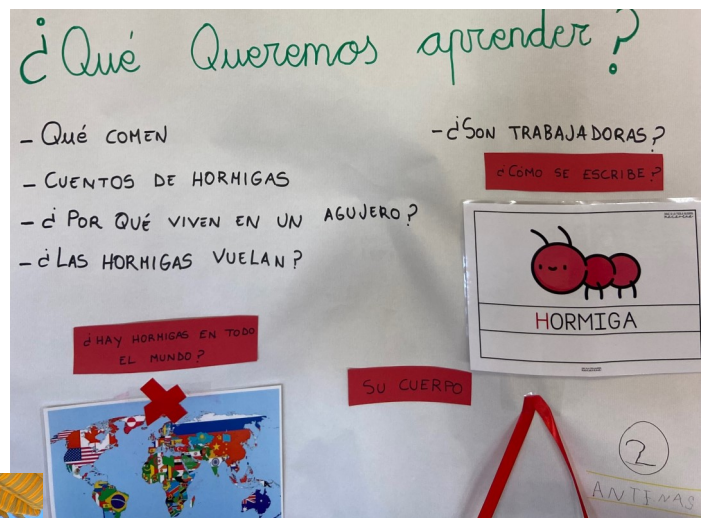 ¿Qué Queremos aprender?
- Qué COMEN
- CUENTOS DE HORMIGAS
- ¿POR QUÉ VIVEN EN UN AGUJERO?
- ¿LAS HORMIGAS VUELAN?
- ¿SON TRABAJADORAS?
¿CÓMO SE ESCRIBE?
HORMIGA
¿HAY HORMIGAS EN TODO
EL MUNDO?
SU CUERPO
2
ANTENAS